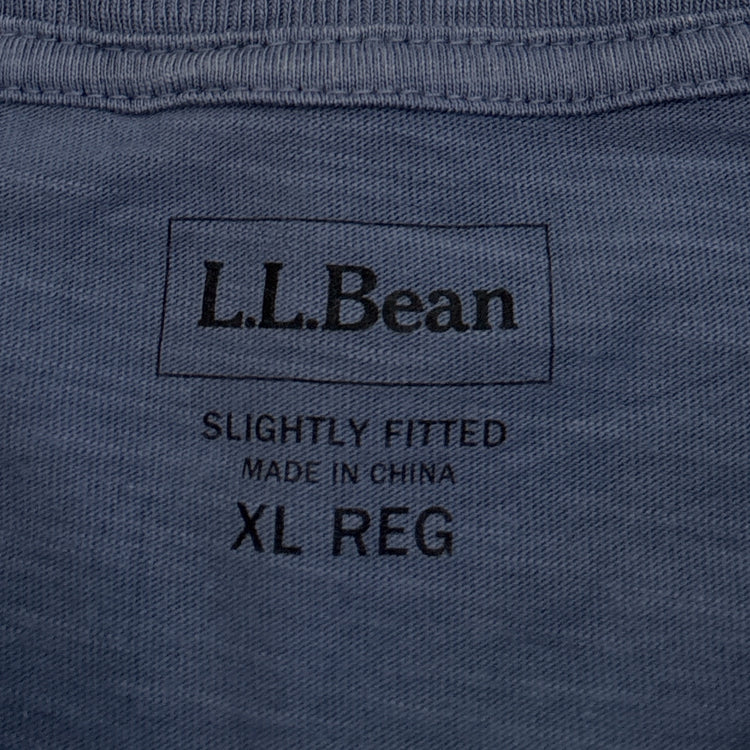 L.L.Bean
SLIGHTLY FITTED
MADE IN CHINA
XL REG